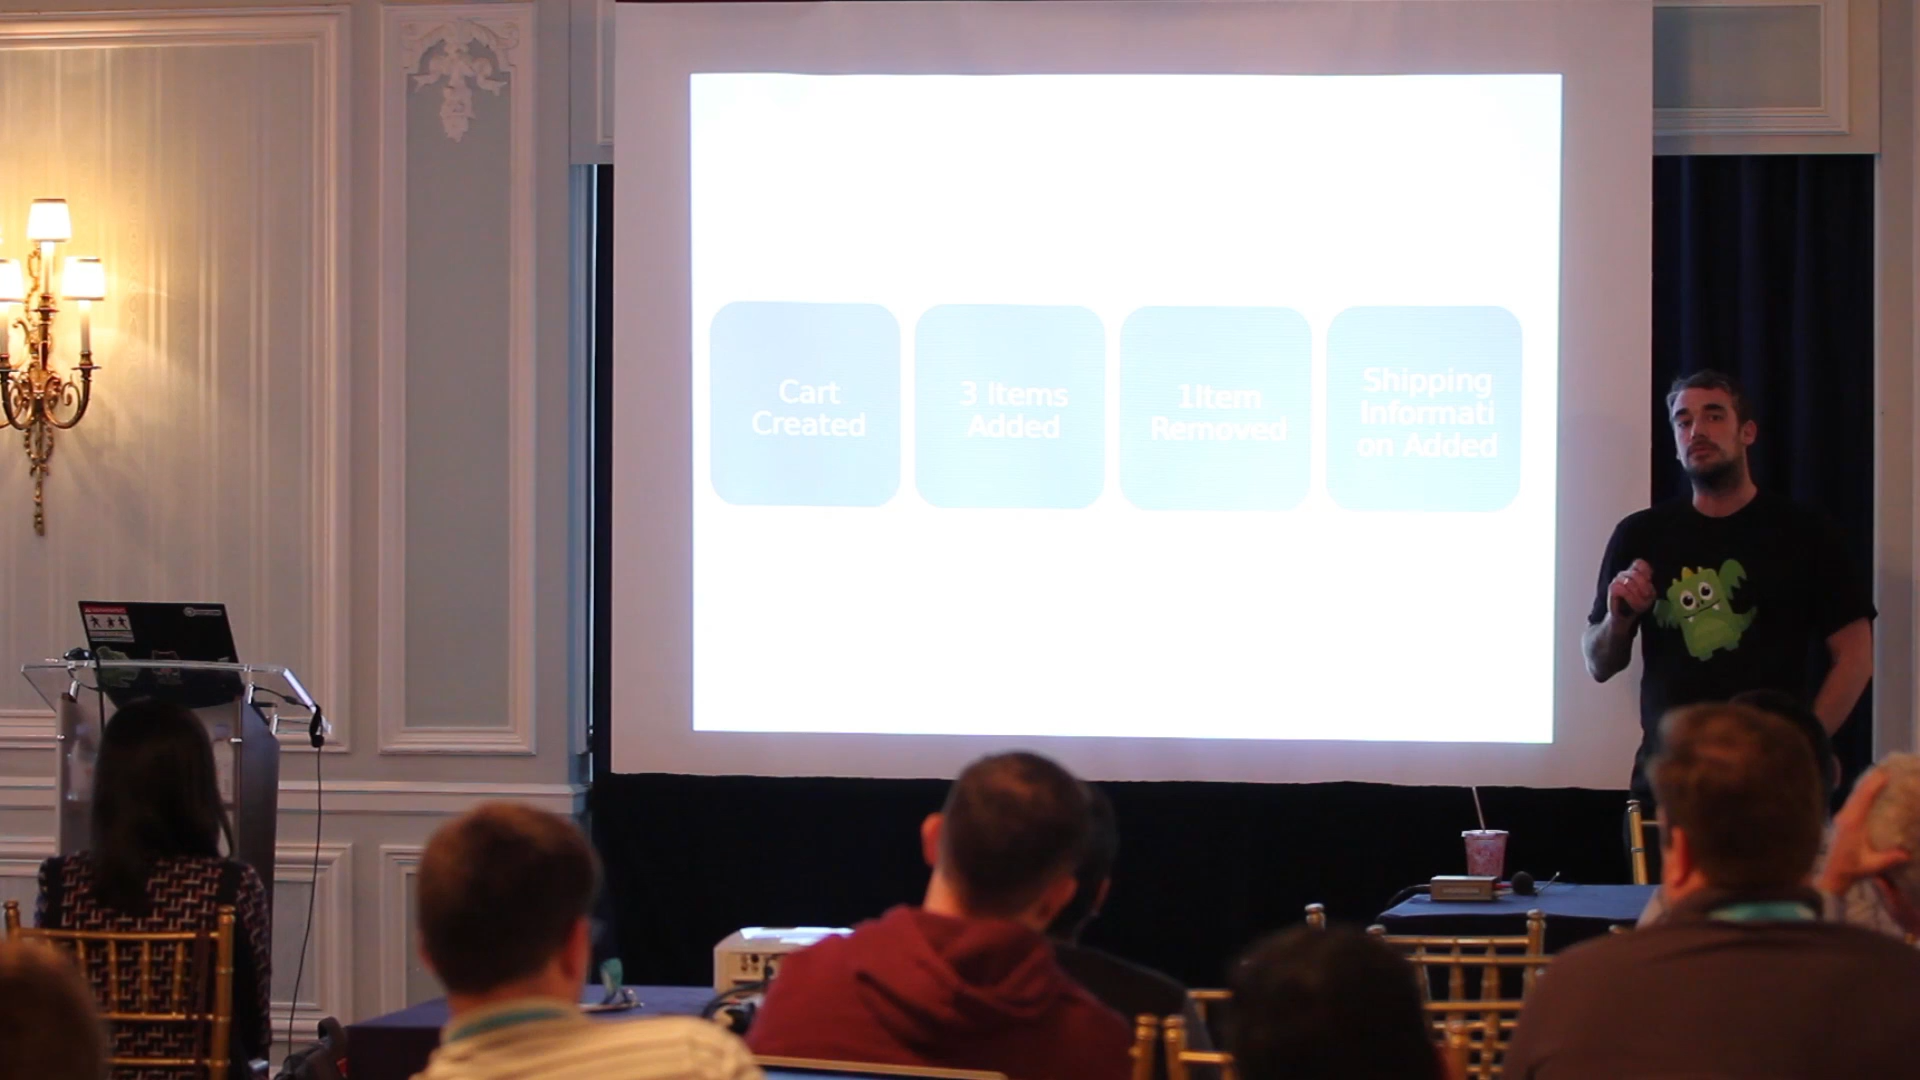 Cart
Created
3 Items
Added
1Item
Removed
Shipping
Informati
on Added